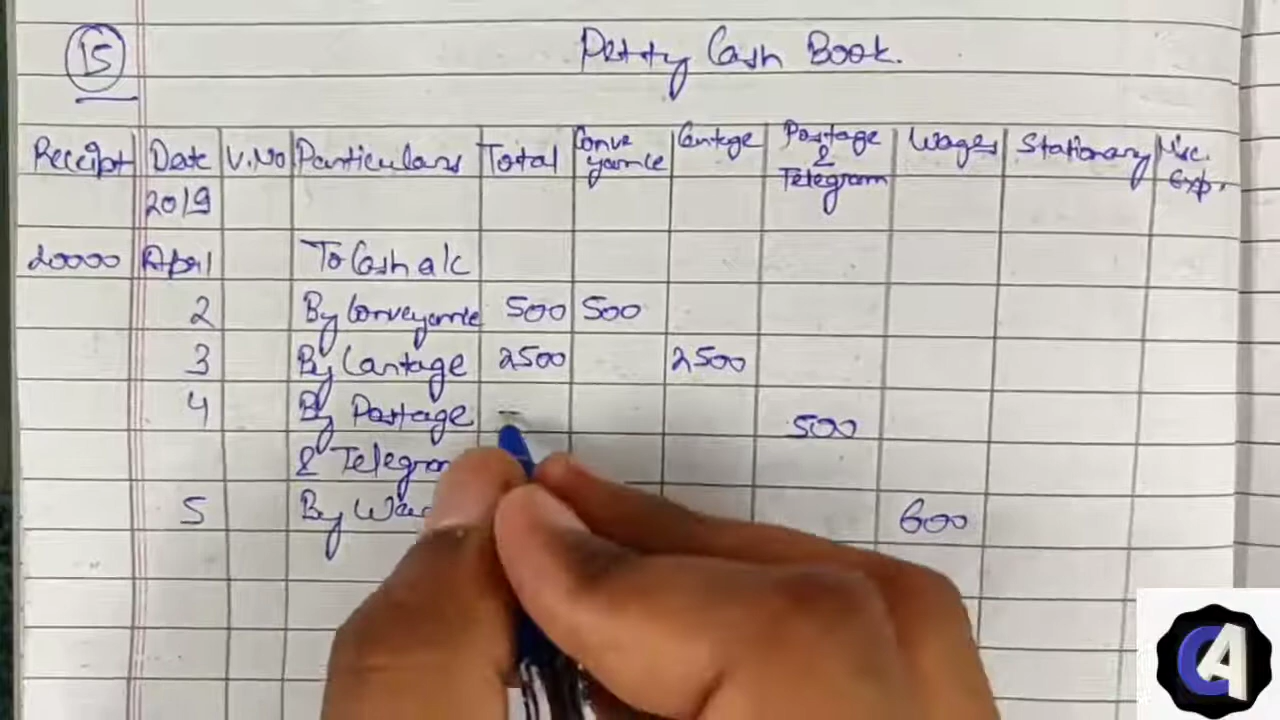 15
Petty Cash Book.
Receipt Date V.No Particulars Total Conveyance Cartage Postage & Telegram Wages Stationary Misc. Exp.
2019
20000 April To Cash a/c
2 By Conveyance 500 500
3 By Cartage 2500 2500
4 By Postage 500
& Telegram
5 By 600
CA